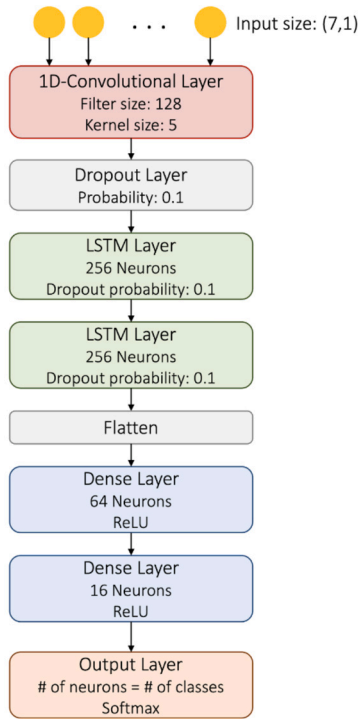 . . .
Input size: (7,1)
1D-Convolutional Layer
Filter size: 128
Kernel size: 5
Dropout Layer
Probability: 0.1
LSTM Layer
256 Neurons
Dropout probability: 0.1
LSTM Layer
256 Neurons
Dropout probability: 0.1
Flatten
Dense Layer
64 Neurons
ReLU
Dense Layer
16 Neurons
ReLU
Output Layer
# of neurons = # of classes
Softmax